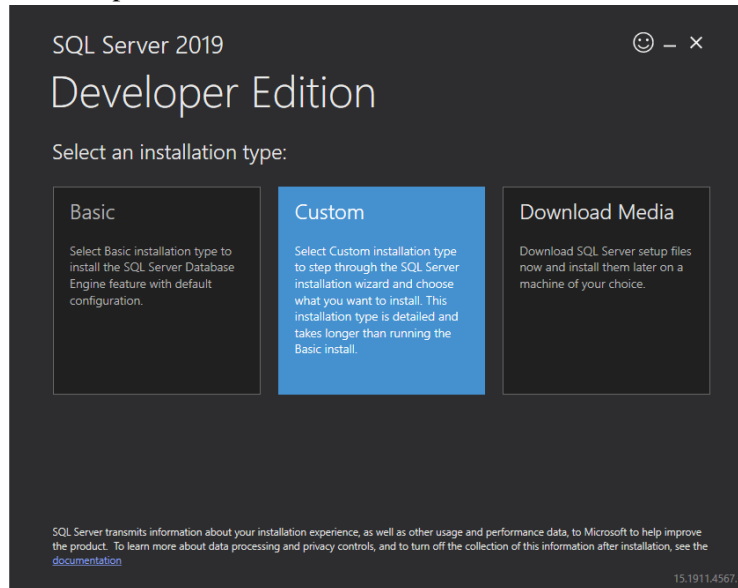 SQL Server 2019
Developer Edition
Select an installation type:
Basic
Select Basic installation type to
install the SQL Server Database
Engine feature with default
configuration.
Custom
Select Custom installation type
to step through the SQL Server
installation wizard and choose
what you want to install. This
installation type is detailed and
takes longer than running the
Basic install.
Download Media
Download SQL Server setup files
now and install them later on a
machine of your choice.
SQL Server transmits information about your installation experience, as well as other usage and performance data, to Microsoft to help improve
the product. To learn more about data processing and privacy controls, and to turn off the collection of this information after installation, see the
documentation
15.1911.4567.